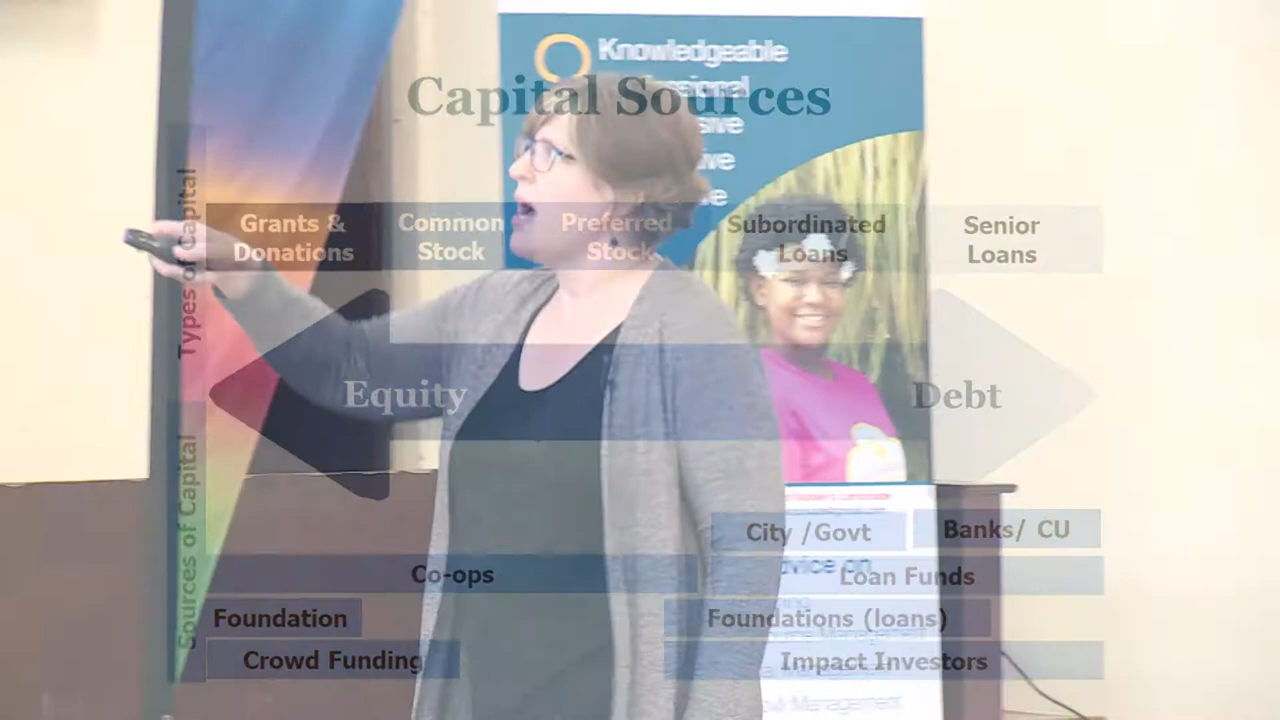 Knowledgeable
Capital Sources
Types of Capital
Grants &
Donations
Common
Stock
Preferred
Stock
Subordinated
Loans
Senior
Loans
Equity
Debt
Sources of Capital
City /Govt
Banks/ CU
Co-ops
Loan Funds
Foundation
Foundations (loans)
Crowd Funding
Impact Investors
Management